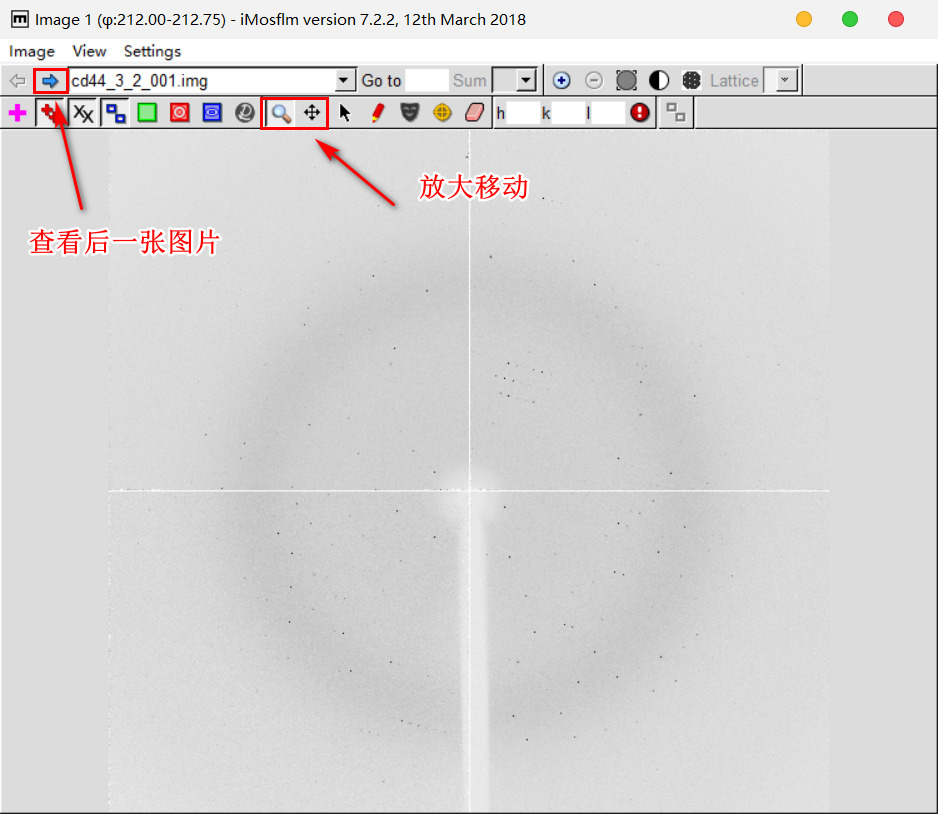 m Image 1 (φ:212.00-212.75) - iMosflm version 7.2.2, 12th March 2018
Image View Settings
cd44_3_2_001.img Go to Sum Lattice
h k l
放大移动
查看后一张图片